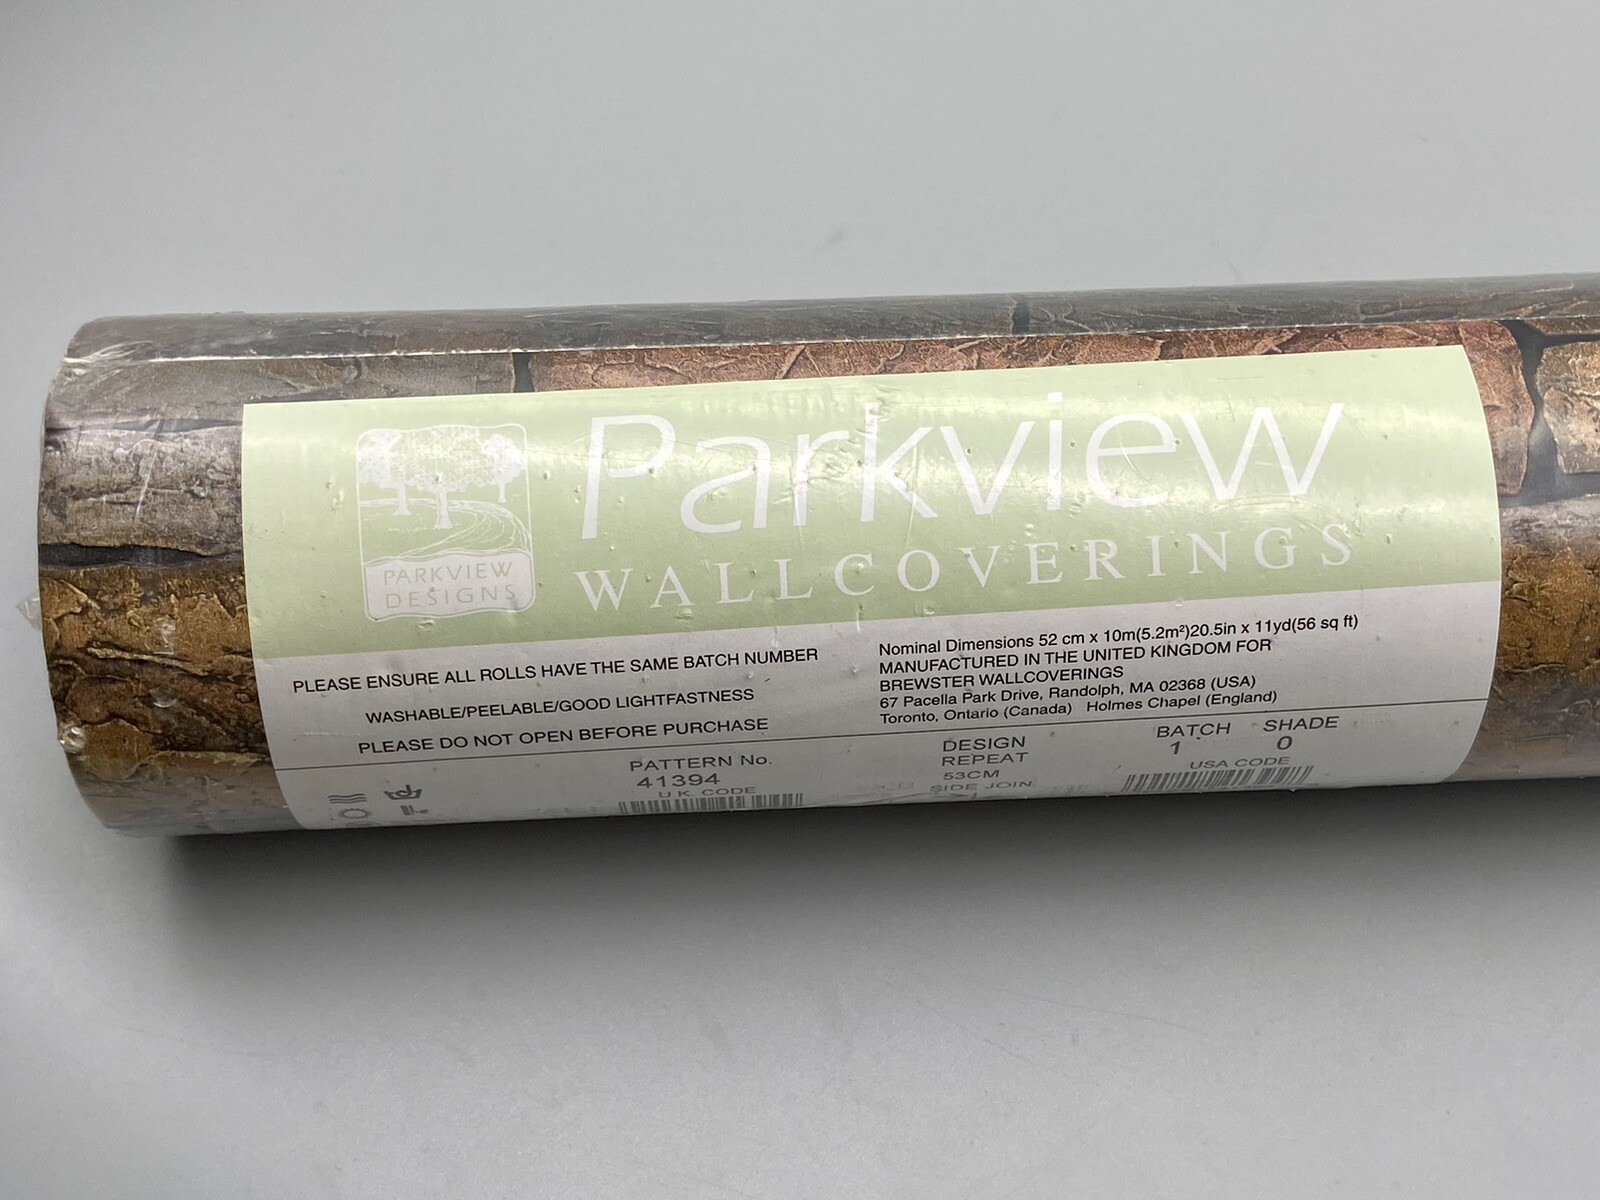 PARKVIEW
DESIGNS
Parkview
WALLCOVERINGS
PLEASE ENSURE ALL ROLLS HAVE THE SAME BATCH NUMBER
WASHABLE/PEELABLE/GOOD LIGHTFASTNESS
PLEASE DO NOT OPEN BEFORE PURCHASE
Nominal Dimensions 52 cm x 10m(5.2m²)20.5in x 11yd(56 sq ft)
MANUFACTURED IN THE UNITED KINGDOM FOR
BREWSTER WALLCOVERINGS
67 Pacella Park Drive, Randolph, MA 02368 (USA)
Toronto, Ontario (Canada) Holmes Chapel (England)
PATTERN No.
41394
U.K. CODE
DESIGN
REPEAT
53CM
SIDE JOIN
BATCH SHADE
1 0
USA CODE